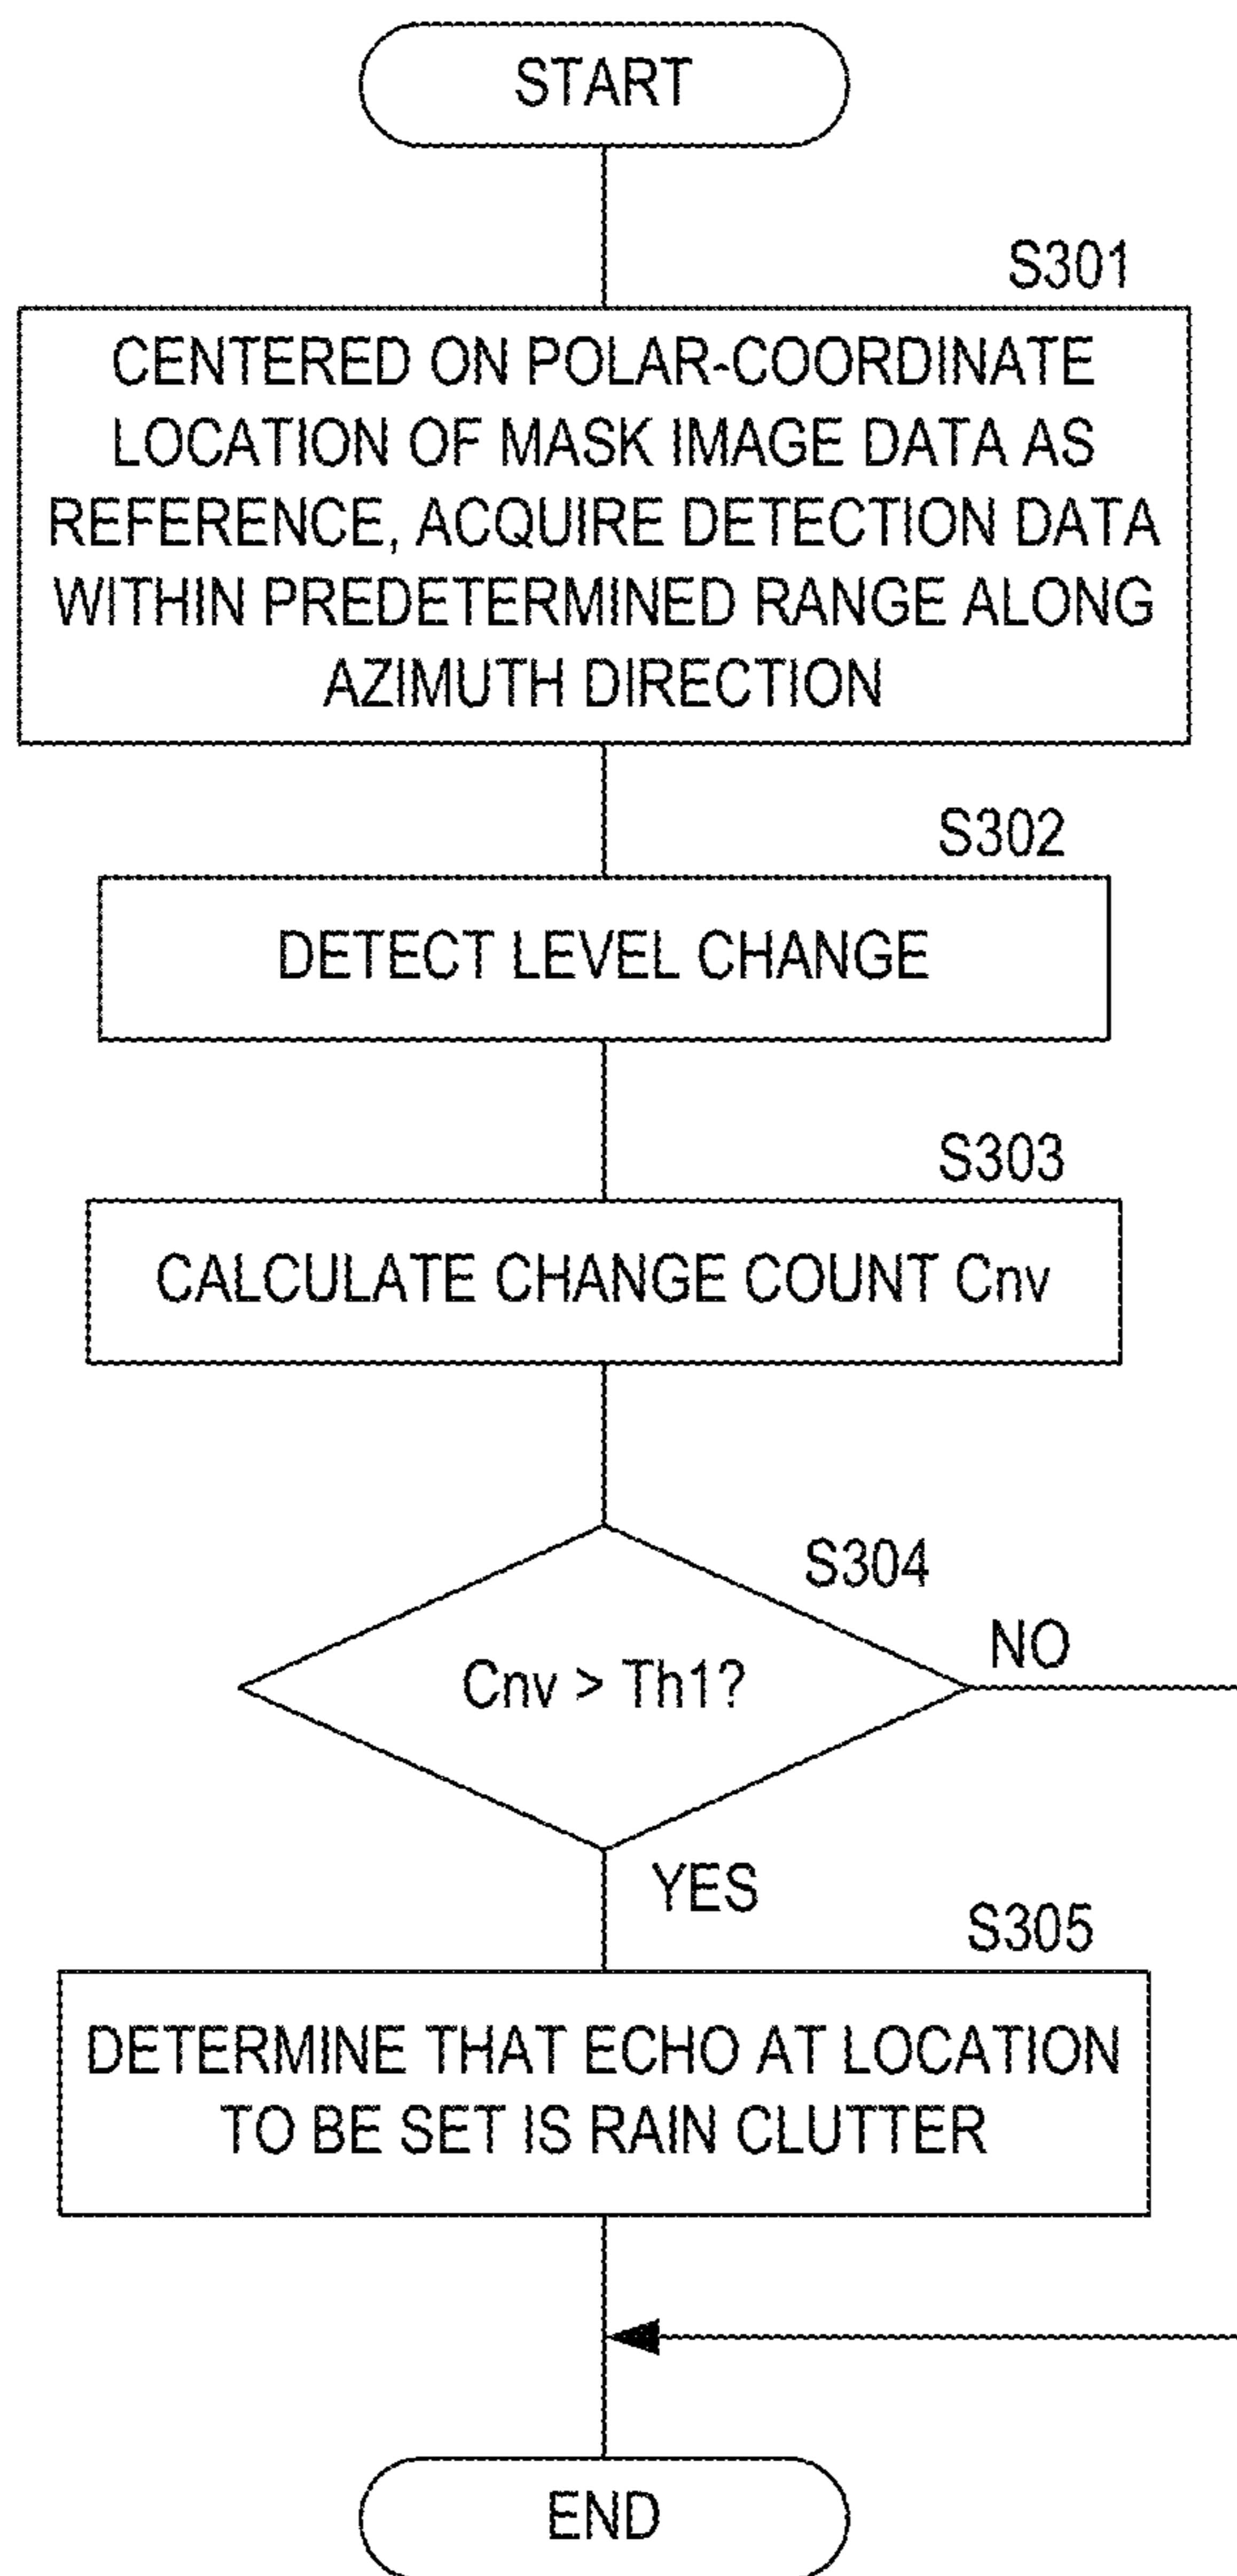 START
S301
CENTERED ON POLAR-COORDINATE
LOCATION OF MASK IMAGE DATA AS
REFERENCE, ACQUIRE DETECTION DATA
WITHIN PREDETERMINED RANGE ALONG
AZIMUTH DIRECTION
S302
DETECT LEVEL CHANGE
S303
CALCULATE CHANGE COUNT Cnv
S304
Cnv > Th1?
NO
YES
S305
DETERMINE THAT ECHO AT LOCATION
TO BE SET IS RAIN CLUTTER
END